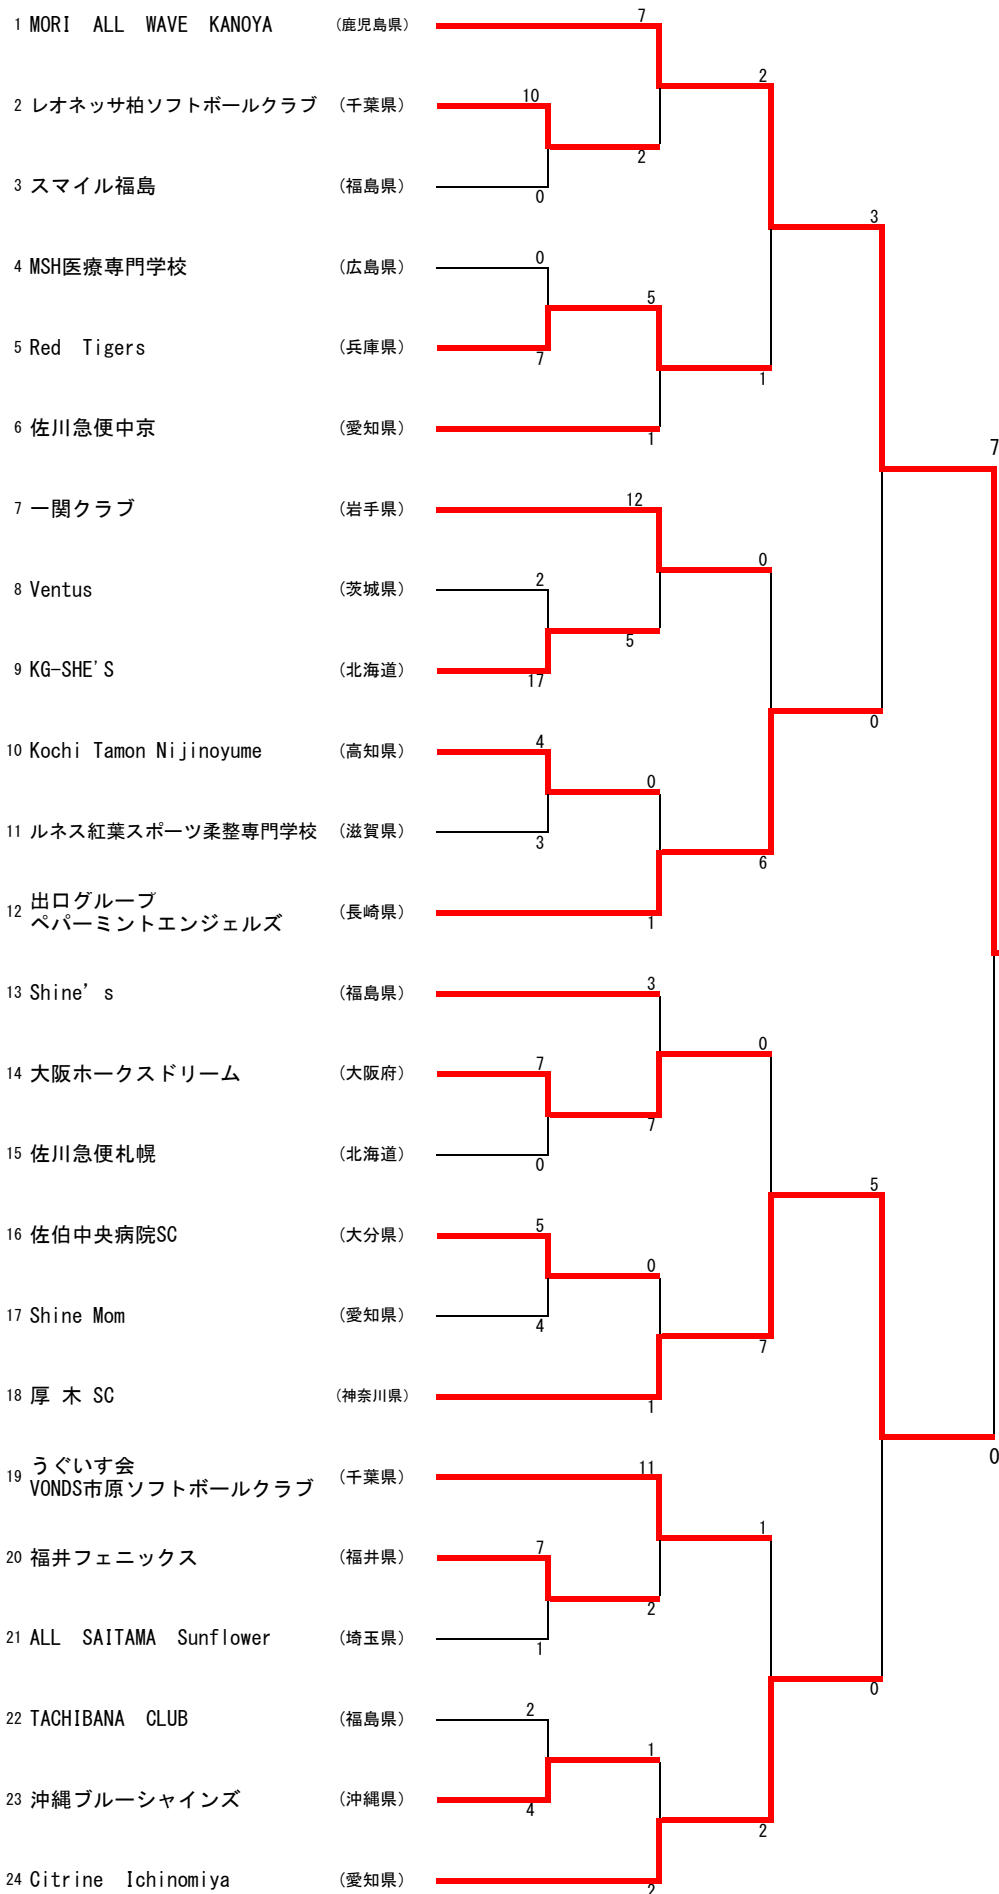 7
1 MORI ALL WAVE KANOYA (鹿児島県)
2
10
2 レオネッサ柏ソフトボールクラブ (千葉県)
2
3 スマイル福島 (福島県)
0
3
0
4 MSH医療専門学校 (広島県)
5
5 Red Tigers (兵庫県)
7
1
6 佐川急便中京 (愛知県)
1
7
12
7 一関クラブ (岩手県)
0
2
8 Ventus (茨城県)
5
9 KG-SHE'S (北海道)
17
0
4
10 Kochi Tamon Nijinoyume (高知県)
0
11 ルネス紅葉スポーツ柔整専門学校 (滋賀県)
3
6
12 出口グループ
ペパーミントエンジェルズ (長崎県)
1
3
13 Shine’s (福島県)
0
7
14 大阪ホークスドリーム (大阪府)
7
15 佐川急便札幌 (北海道)
0
5
5
16 佐伯中央病院SC (大分県)
0
17 Shine Mom (愛知県)
4
7
18 厚木 SC (神奈川県)
1
0
11
19 うぐいす会
VONDS市原ソフトボールクラブ (千葉県)
1
7
20 福井フェニックス (福井県)
2
21 ALL SAITAMA Sunflower (埼玉県)
1
0
2
22 TACHIBANA CLUB (福島県)
1
23 沖縄ブルーシャインズ (沖縄県)
4
2
24 Citrine Ichinomiya (愛知県)
2